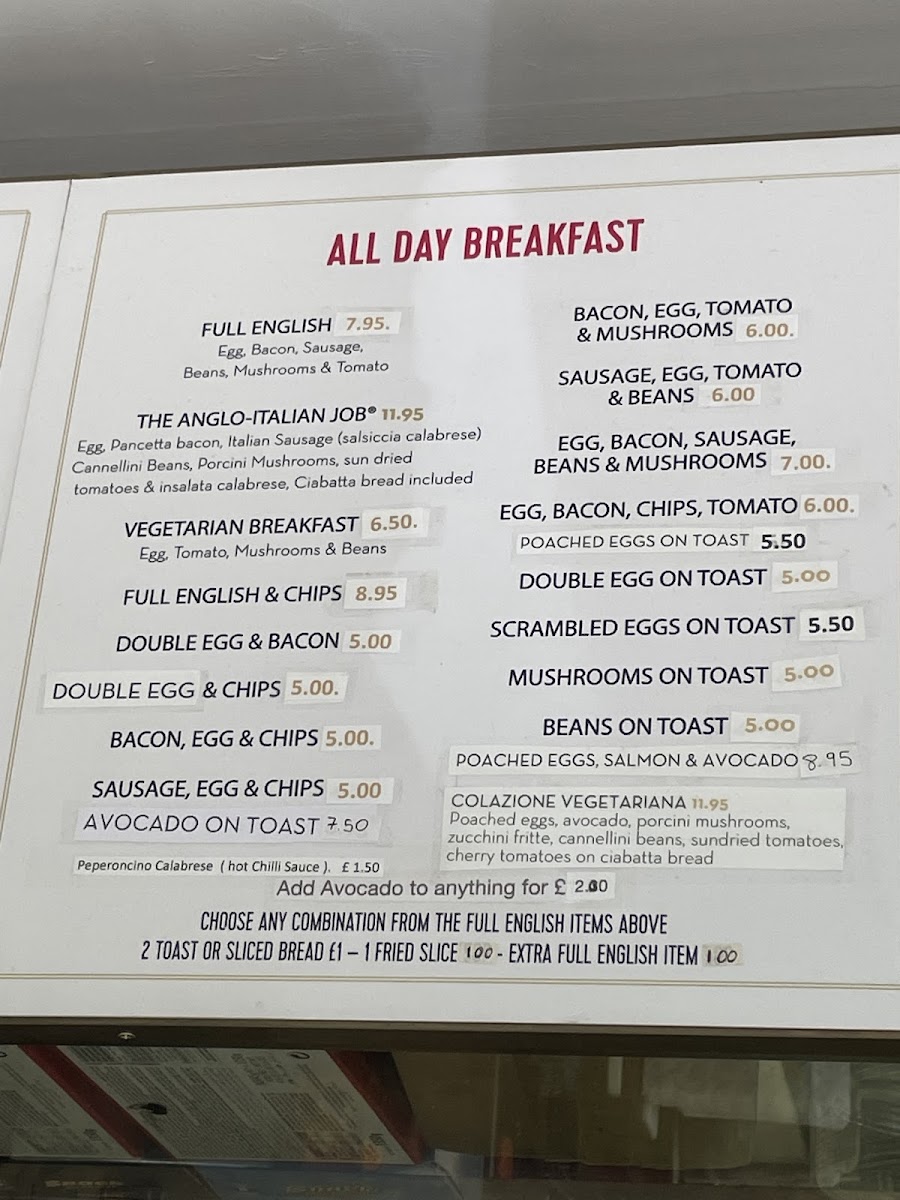 ALL DAY BREAKFAST
FULL ENGLISH 7.95.
Egg, Bacon, Sausage,
Beans, Mushrooms & Tomato
THE ANGLO-ITALIAN JOB® 11.95
Egg, Pancetta bacon, Italian Sausage (salsiccia calabrese)
Cannellini Beans, Porcini Mushrooms, sun dried
tomatoes & insalata calabrese, Ciabatta bread included
VEGETARIAN BREAKFAST 6.50.
Egg, Tomato, Mushrooms & Beans
FULL ENGLISH & CHIPS 8.95
DOUBLE EGG & BACON 5.00
DOUBLE EGG & CHIPS 5.00.
BACON, EGG & CHIPS 5.00.
SAUSAGE, EGG & CHIPS 5.00
AVOCADO ON TOAST 7.50
Peperoncino Calabrese ( hot Chilli Sauce ). £ 1.50
BACON, EGG, TOMATO
& MUSHROOMS 6.00.
SAUSAGE, EGG, TOMATO
& BEANS 6.00
EGG, BACON, SAUSAGE,
BEANS & MUSHROOMS 7.00.
EGG, BACON, CHIPS, TOMATO 6.00.
POACHED EGGS ON TOAST 5.50
DOUBLE EGG ON TOAST 5.00
SCRAMBLED EGGS ON TOAST 5.50
MUSHROOMS ON TOAST 5.00
BEANS ON TOAST 5.00
POACHED EGGS, SALMON & AVOCADO 8.95
COLAZIONE VEGETARIANA 11.95
Poached eggs, avocado, porcini mushrooms,
zucchini fritte, cannellini beans, sundried tomatoes,
cherry tomatoes on ciabatta bread
Add Avocado to anything for £ 2.00
CHOOSE ANY COMBINATION FROM THE FULL ENGLISH ITEMS ABOVE
2 TOAST OR SLICED BREAD £1 – 1 FRIED SLICE 100 - EXTRA FULL ENGLISH ITEM 100